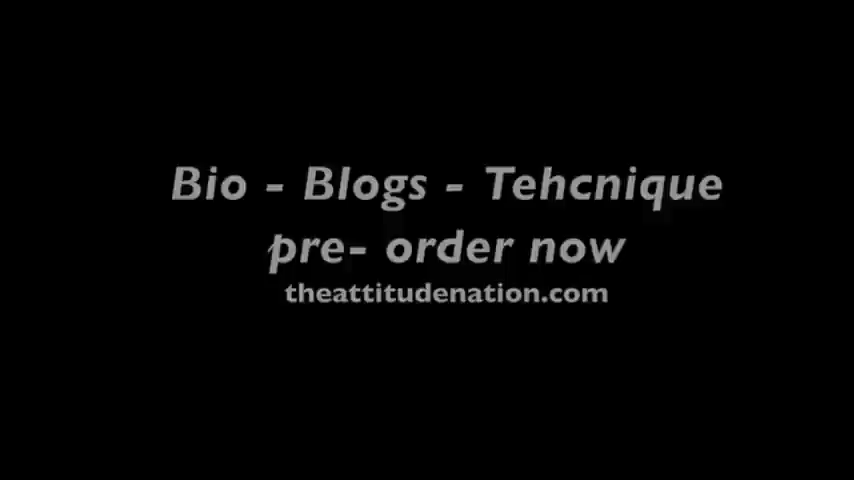 Bio - Blogs - Tehcnique
pre- order now
theattitudenation.com